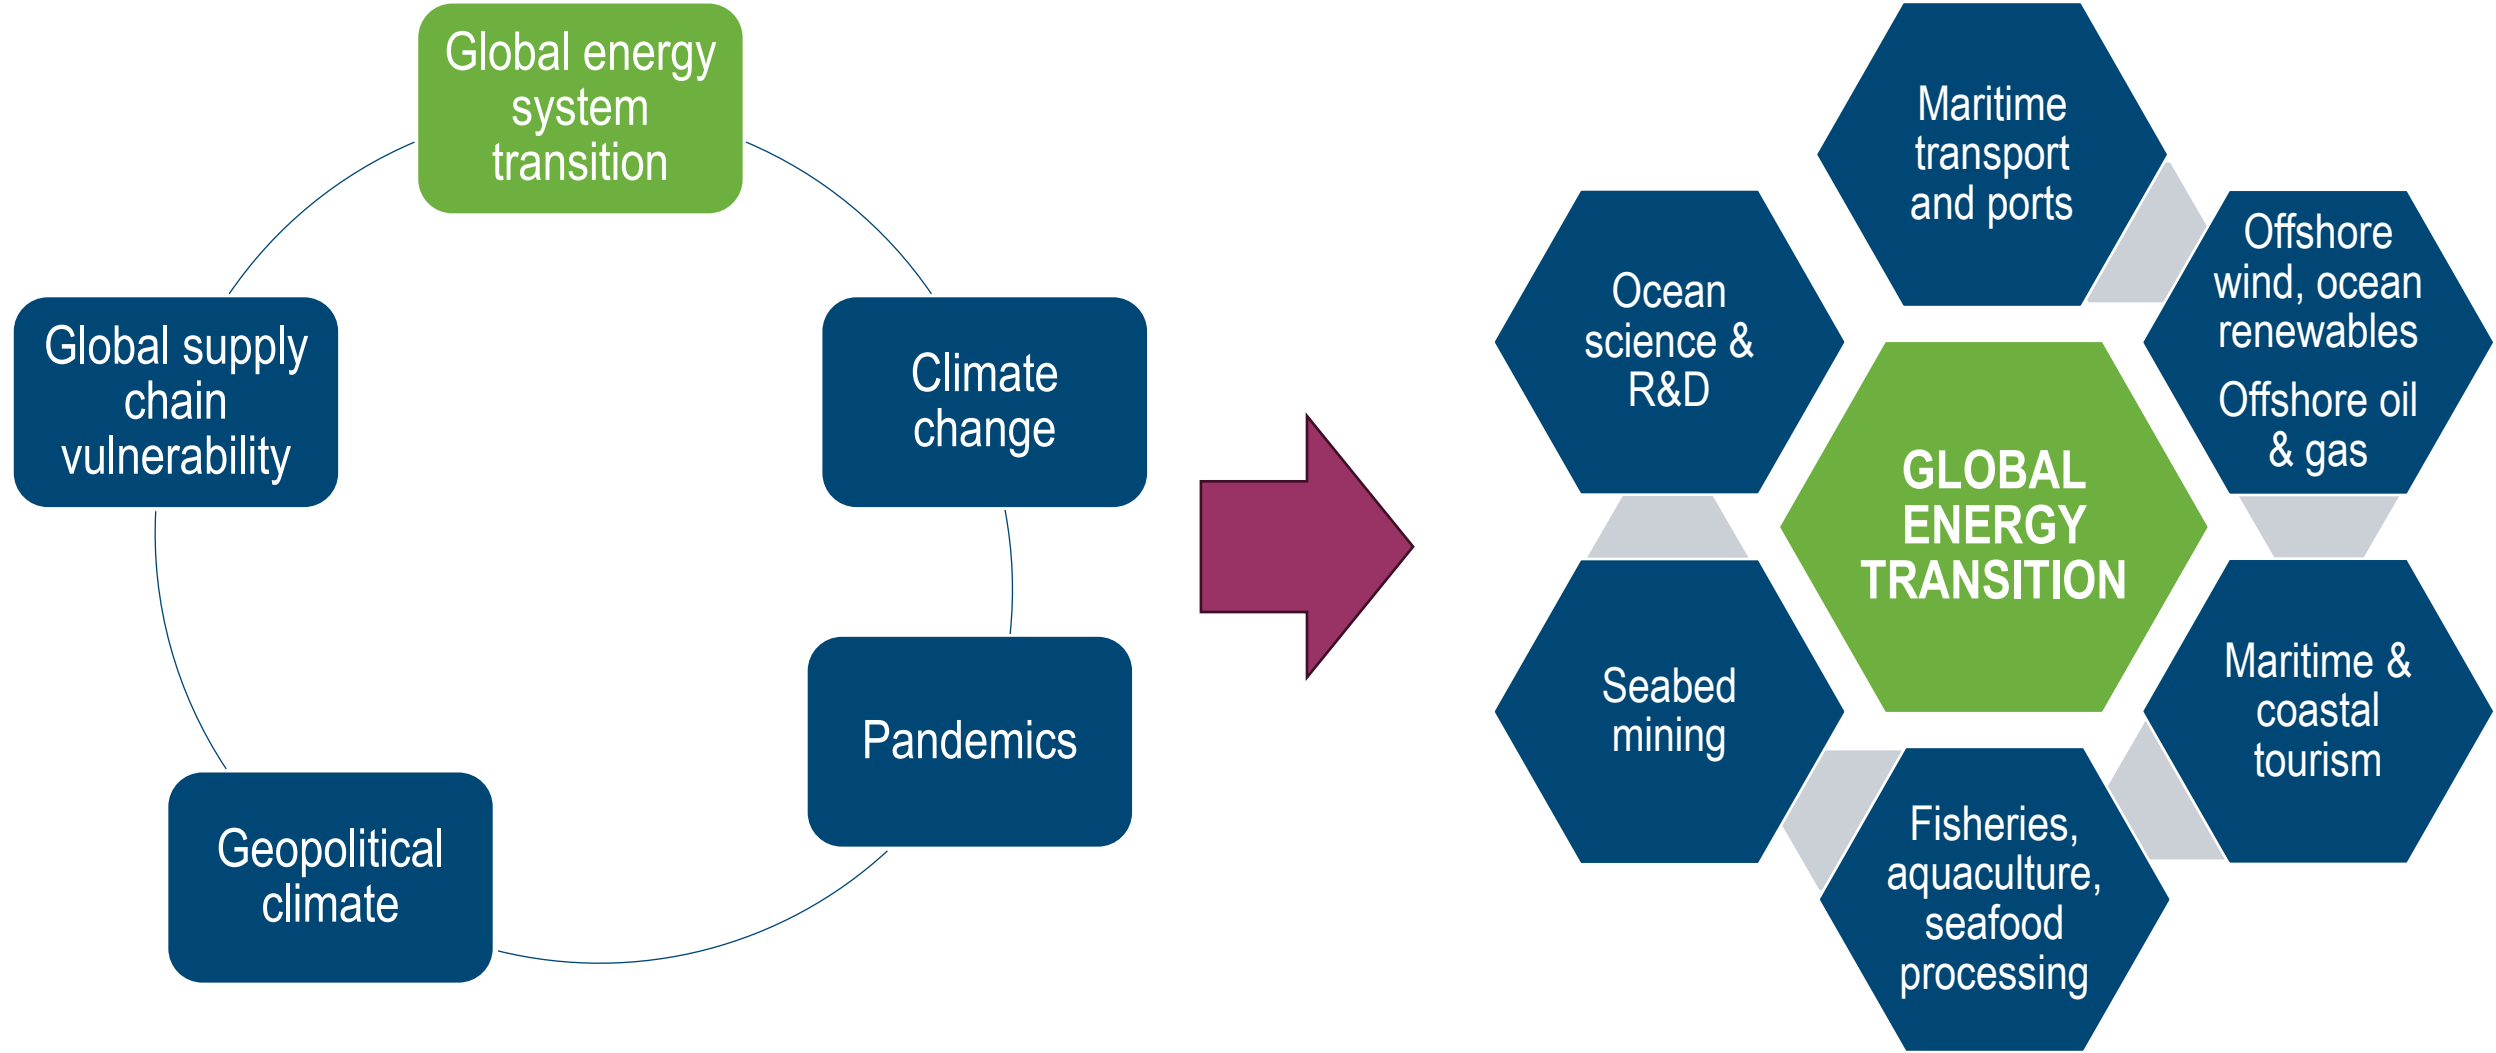 Global energy
system
transition
Climate
change
Pandemics
Geopolitical
climate
Global supply
chain
vulnerability
GLOBAL
ENERGY
TRANSITION
Maritime
transport
and ports
Offshore
wind, ocean
renewables
Offshore oil
& gas
Maritime &
coastal
tourism
Fisheries,
aquaculture,
seafood
processing
Seabed
mining
Ocean
science &
R&D